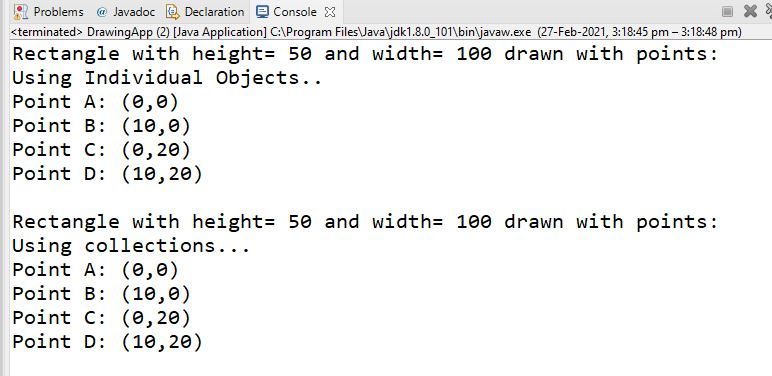 Problems @ Javadoc Declaration Console
<terminated> DrawingApp (2) [Java Application] C:\Program Files\Java\jdk1.8.0_101\bin\javaw.exe (27-Feb-2021, 3:18:45 pm – 3:18:48 pm)
Rectangle with height= 50 and width= 100 drawn with points:
Using Individual Objects..
Point A: (0,0)
Point B: (10,0)
Point C: (0,20)
Point D: (10,20)
Rectangle with height= 50 and width= 100 drawn with points:
Using collections...
Point A: (0,0)
Point B: (10,0)
Point C: (0,20)
Point D: (10,20)